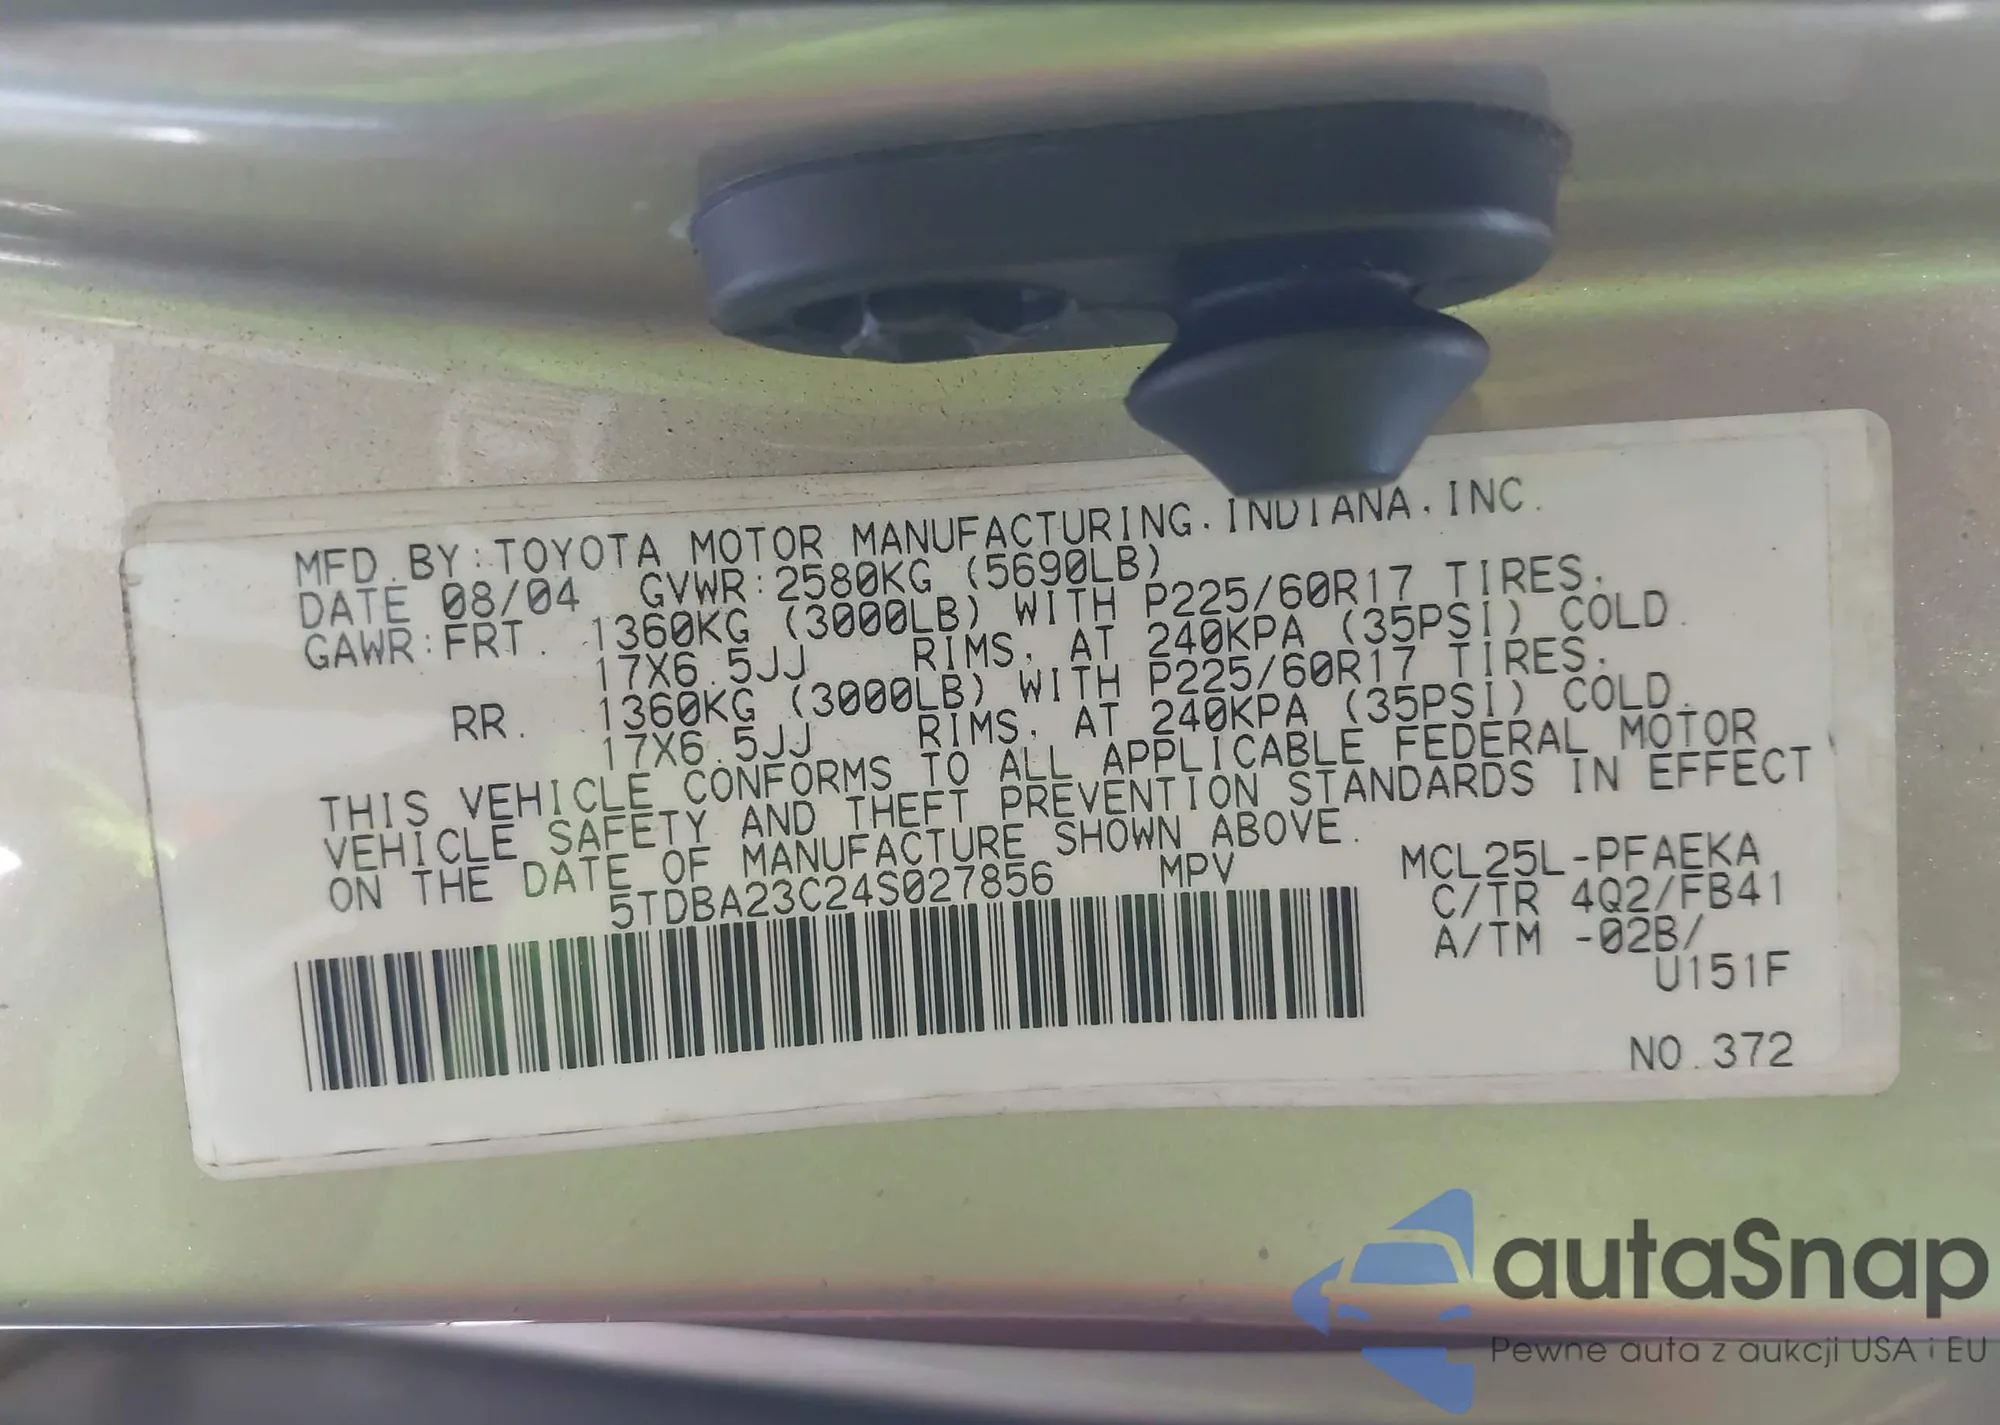 MFD.BY:TOYOTA MOTOR MANUFACTURING, INDIANA, INC.
DATE 08/04 GVWR:2580KG (5690LB)
GAWR:FRT. 1360KG (3000LB) WITH P225/60R17 TIRES,
17X6.5JJ RIMS, AT 240KPA (35PSI) COLD.
RR. 1360KG (3000LB) WITH P225/60R17 TIRES,
17X6.5JJ RIMS, AT 240KPA (35PSI) COLD.
THIS VEHICLE CONFORMS TO ALL APPLICABLE FEDERAL MOTOR
VEHICLE SAFETY AND THEFT PREVENTION STANDARDS IN EFFECT
ON THE DATE OF MANUFACTURE SHOWN ABOVE.
5TDBA23C24S027856 MPV
MCL25L-PFAEKA
C/TR 4Q2/FB41
A/TM -02B/
U151F
NO.372
autaSnap
Pewne auta z aukcji USA i EU